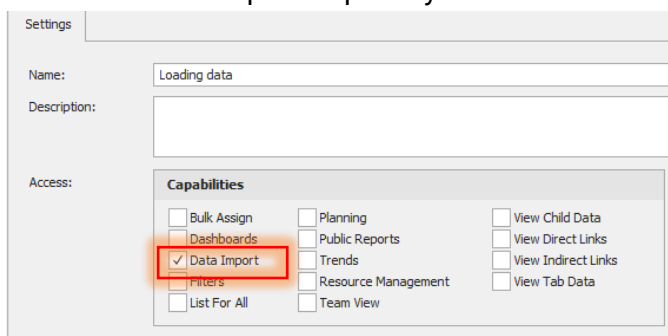 Settings
Name: Loading data
Description:
Access: Capabilities
Bulk Assign Planning View Child Data
Dashboards Public Reports View Direct Links
Data Import Trends View Indirect Links
Filters Resource Management View Tab Data
List For All Team View